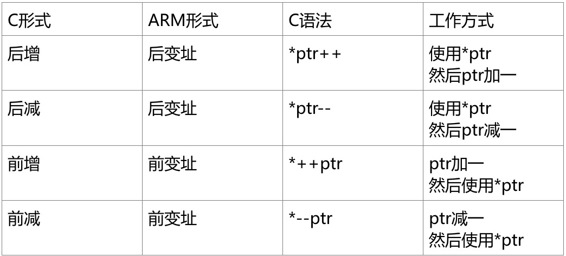 C形式 ARM形式 C语法 工作方式
后增 后变址 *ptr++ 使用*ptr
然后ptr加一
后减 后变址 *ptr-- 使用*ptr
然后ptr减一
前增 前变址 *++ptr ptr加一
然后使用*ptr
前减 前变址 *--ptr ptr减一
然后使用*ptr